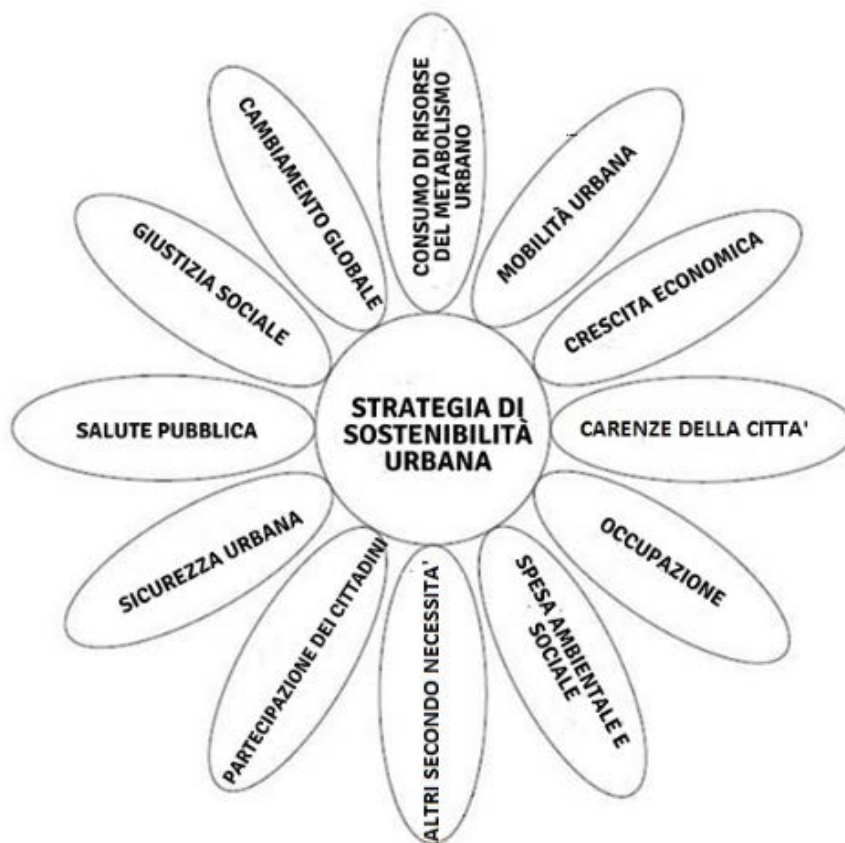 CONSUMO DI RISORSE
DEL METABOLISMO
URBANO
MOBILITÀ URBANA
CRESCITA ECONOMICA
CARENZE DELLA CITTA'
OCCUPAZIONE
SPESA AMBIENTALE E
SOCIALE
ALTRI SECONDO NECESSITA'
PARTECIPAZIONE DEI CITTADINI
SICUREZZA URBANA
SALUTE PUBBLICA
GIUSTIZIA SOCIALE
CAMBIAMENTO GLOBALE
STRATEGIA DI
SOSTENIBILITÀ
URBANA